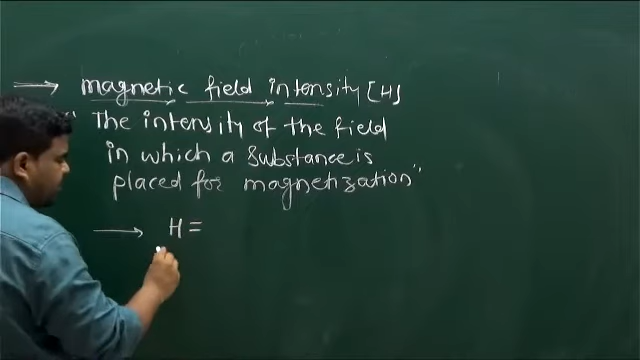 → magnetic field intensity [H]
"The intensity of the field
in which a substance is
placed for magnetization"
→ H =